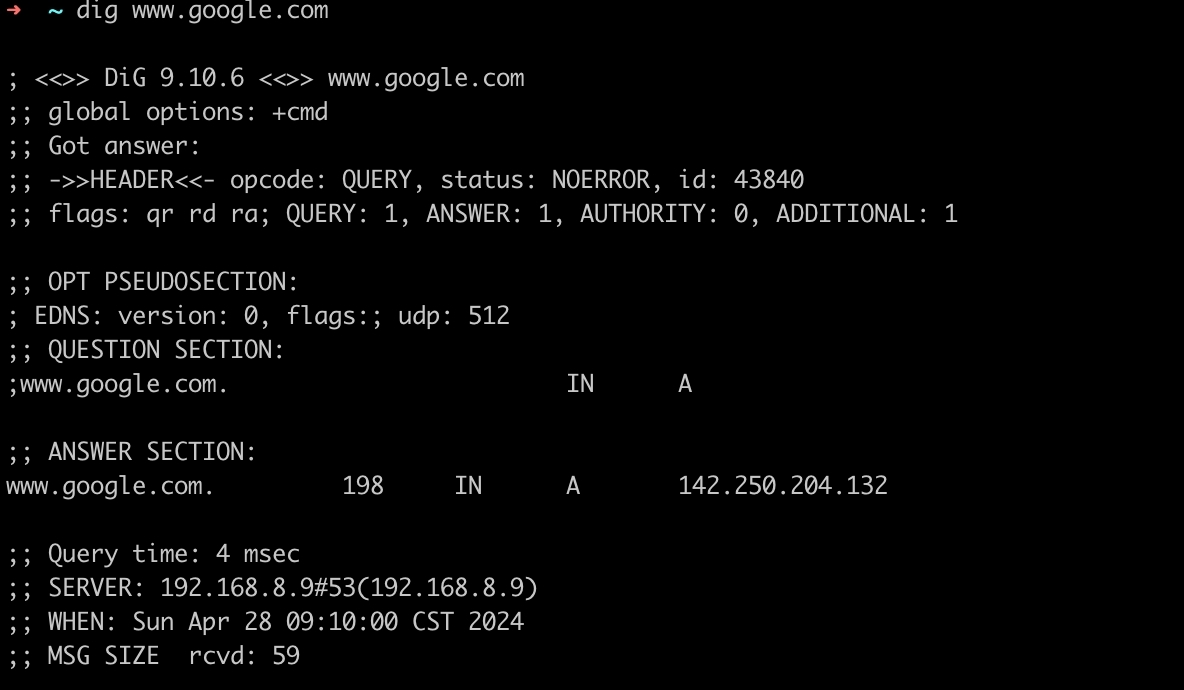 ➜ ~ dig www.google.com
; <<>> DiG 9.10.6 <<>> www.google.com
;; global options: +cmd
;; Got answer:
;; ->>HEADER<<- opcode: QUERY, status: NOERROR, id: 43840
;; flags: qr rd ra; QUERY: 1, ANSWER: 1, AUTHORITY: 0, ADDITIONAL: 1
;; OPT PSEUDOSECTION:
; EDNS: version: 0, flags:; udp: 512
;; QUESTION SECTION:
;www.google.com. IN A
;; ANSWER SECTION:
www.google.com. 198 IN A 142.250.204.132
;; Query time: 4 msec
;; SERVER: 192.168.8.9#53(192.168.8.9)
;; WHEN: Sun Apr 28 09:10:00 CST 2024
;; MSG SIZE rcvd: 59